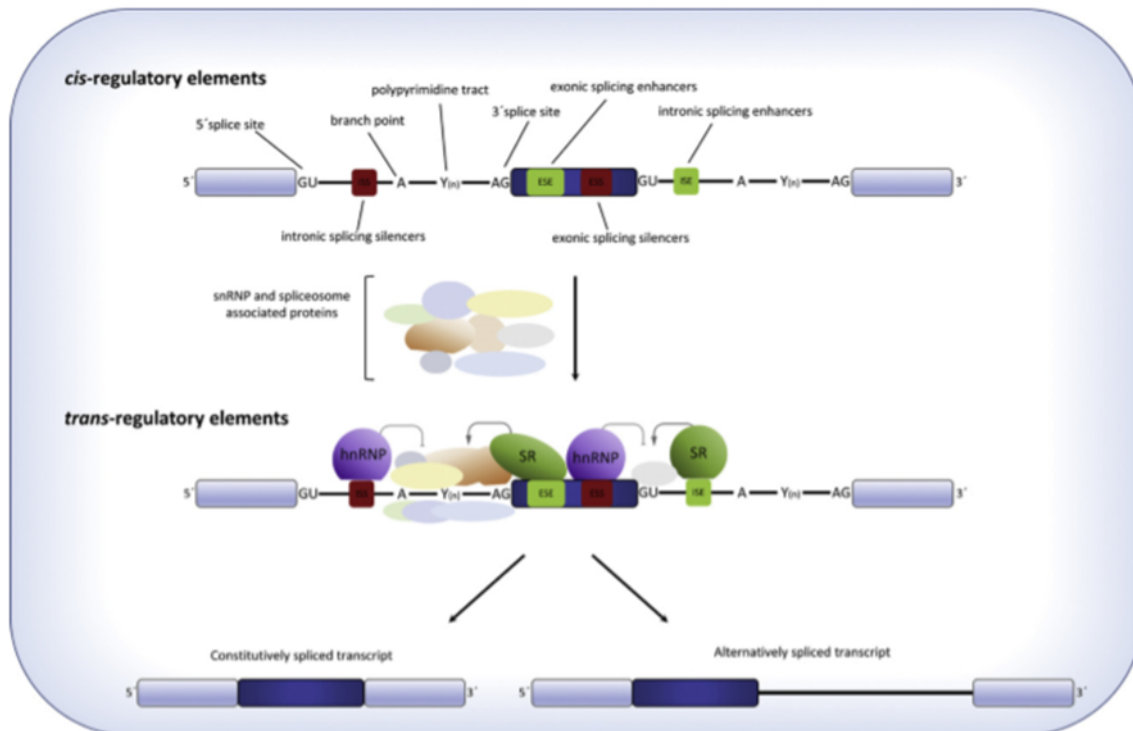 cis-regulatory elements
exonic splicing enhancers
polypyrimidine tract
3´splice site
intronic splicing enhancers
5´splice site
branch point
5´ GU ISS A Y(n) AG ESE ESS GU ISE A Y(n) AG 3´
intronic splicing silencers
exonic splicing silencers
snRNP and spliceosome
associated proteins
trans-regulatory elements
hnRNP SR hnRNP SR
5´ GU ISS A Y(n) AG ESE ESS GU ISE A Y(n) AG 3´
Constitutively spliced transcript
Alternatively spliced transcript
5´ 3´ 5´ 3´